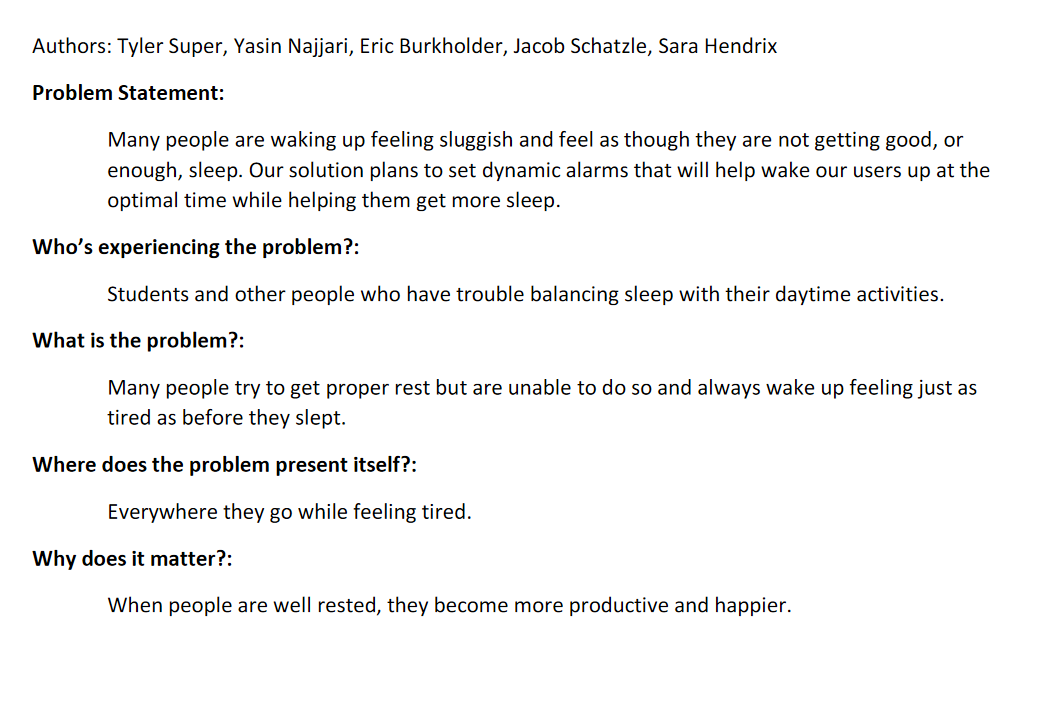 Authors: Tyler Super, Yasin Najjari, Eric Burkholder, Jacob Schatzle, Sara Hendrix
Problem Statement:
Many people are waking up feeling sluggish and feel as though they are not getting good, or
enough, sleep. Our solution plans to set dynamic alarms that will help wake our users up at the
optimal time while helping them get more sleep.
Who’s experiencing the problem?:
Students and other people who have trouble balancing sleep with their daytime activities.
What is the problem?:
Many people try to get proper rest but are unable to do so and always wake up feeling just as
tired as before they slept.
Where does the problem present itself?:
Everywhere they go while feeling tired.
Why does it matter?:
When people are well rested, they become more productive and happier.